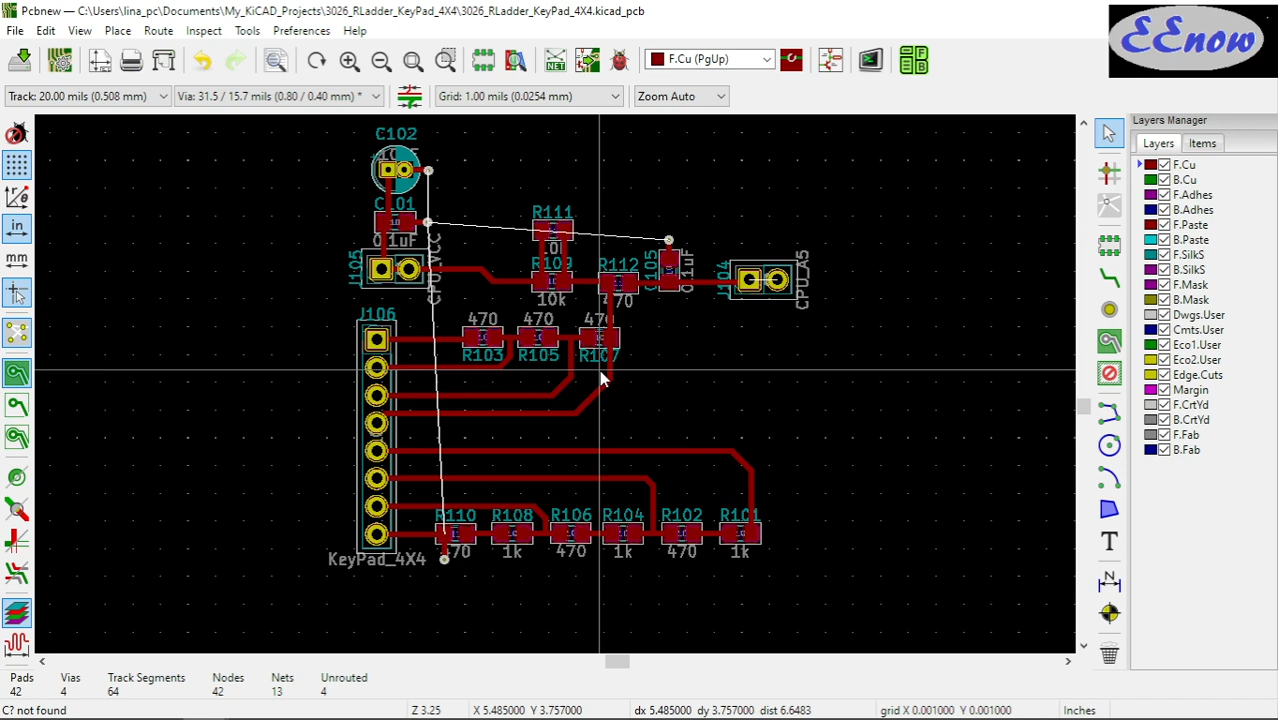 Pcbnew — C:\Users\lina_pc\Documents\My_KiCAD_Projects\3026_RLadder_KeyPad_4X4\3026_RLadder_KeyPad_4X4.kicad_pcb
EEnow
File Edit View Place Route Inspect Tools Preferences Help
NET
F.Cu (PgUp)
Track: 20.00 mils (0.508 mm)
Via: 31.5 / 15.7 mils (0.80 / 0.40 mm) *
Grid: 1.00 mils (0.0254 mm)
Zoom Auto
in
mm
C102
C101
0.1uF
J105
CPU_VCC
R111
R109
10k
R112
470
C105
0.1uF
J104
CPU_A5
J106
470 470
R103 R105 R107
R110 R108 R106 R104 R102 R101
470 1k 470 1k 470 1k
KeyPad_4X4
Layers Manager
Layers Items
F.Cu
B.Cu
F.Adhes
B.Adhes
F.Paste
B.Paste
F.SilkS
B.SilkS
F.Mask
B.Mask
Dwgs.User
Cmts.User
Eco1.User
Eco2.User
Edge.Cuts
Margin
F.CrtYd
B.CrtYd
F.Fab
B.Fab
Pads Vias Track Segments Nodes Nets Unrouted
42 4 64 42 13 4
C? not found
Z 3.25
X 5.485000 Y 3.757000
dx 5.485000 dy 3.757000 dist 6.6483
grid X 0.001000 Y 0.001000
Inches